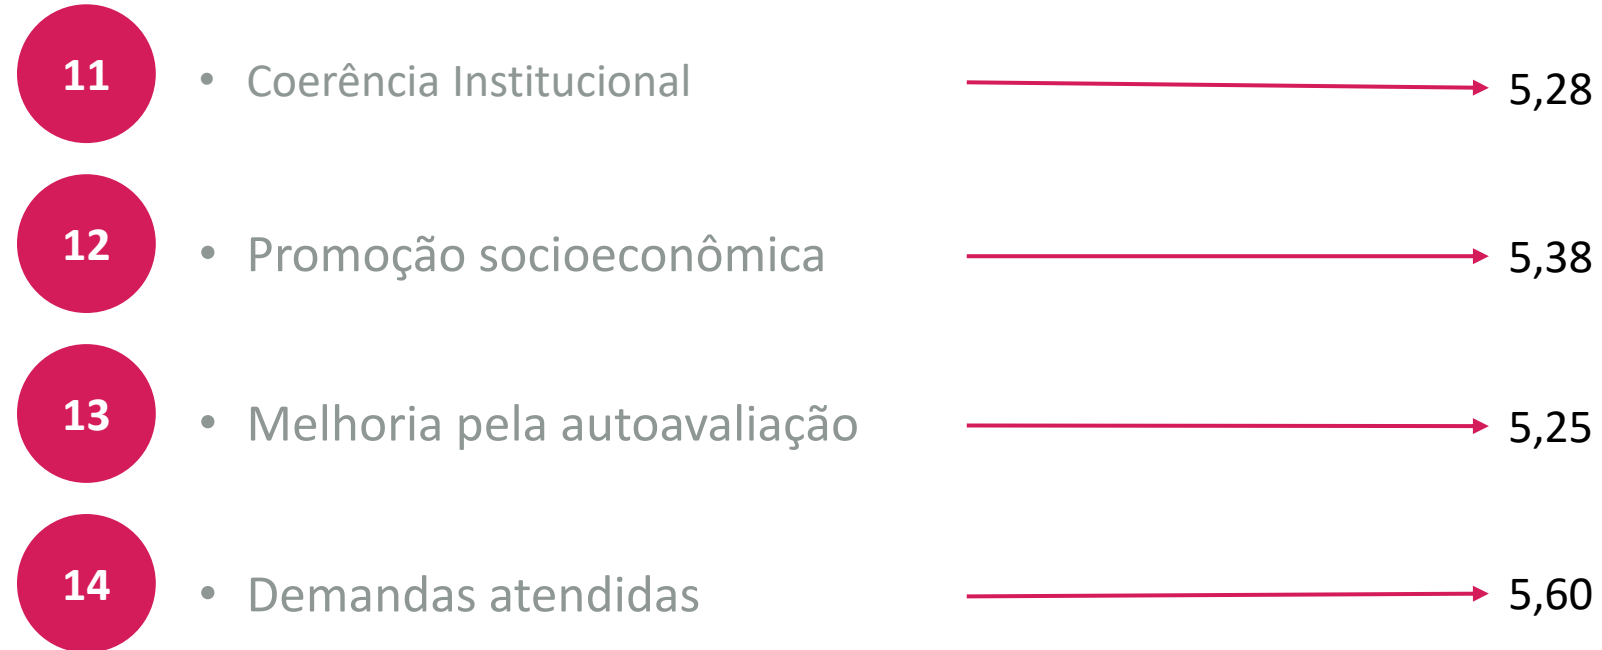 11 • Coerência Institucional 5,28
12 • Promoção socioeconômica 5,38
13 • Melhoria pela autoavaliação 5,25
14 • Demandas atendidas 5,60